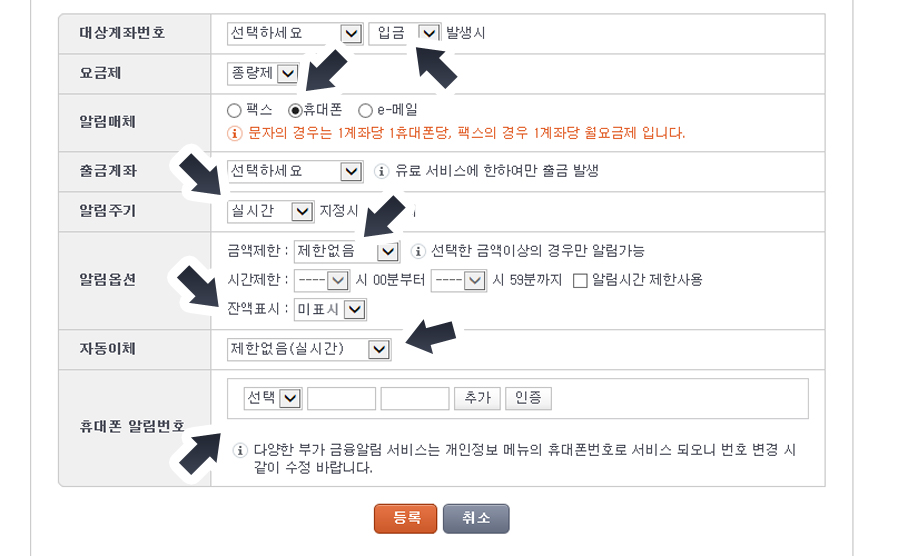 대상계좌번호 선택하세요 입금 발생시
요금제 종량제
알림매체 팩스 휴대폰 e-메일
문자의 경우는 1계좌당 1휴대폰당, 팩스의 경우 1계좌당 월요금제 입니다.
출금계좌 선택하세요 유료 서비스에 한하여만 출금 발생
알림주기 실시간 지정시
금액제한 : 제한없음 선택한 금액이상의 경우만 알림가능
알림옵션 시간제한 : ---- 시 00분부터 ---- 시 59분까지 알림시간 제한사용
잔액표시 : 미표시
자동이체 제한없음(실시간)
선택 추가 인증
휴대폰 알림번호
다양한 부가 금융알림 서비스는 개인정보 메뉴의 휴대폰번호로 서비스 되오니 번호 변경 시
같이 수정 바랍니다.
등록 취소